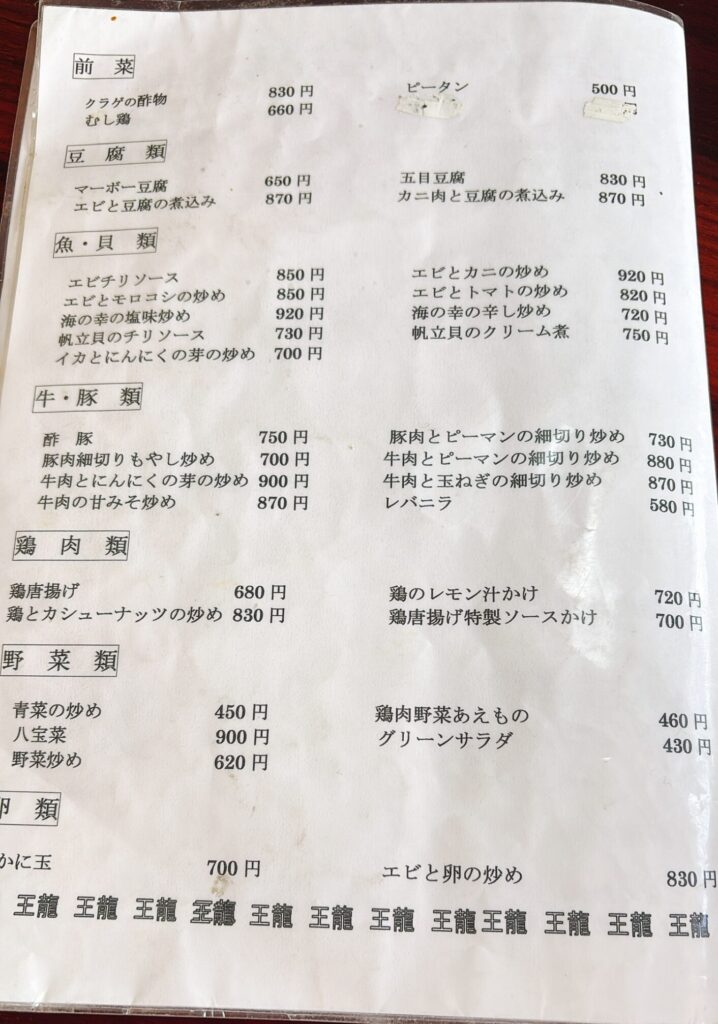 前 菜
クラゲの酢物 830円 ピータン 500円
むし鶏 660円
豆 腐 類
マーボー豆腐 650円 五目豆腐 830円
エビと豆腐の煮込み 870円 カニ肉と豆腐の煮込み 870円
魚・貝 類
エビチリソース 850円 エビとカニの炒め 920円
エビとモロコシの炒め 850円 エビとトマトの炒め 820円
海の幸の塩味炒め 920円 海の幸の辛し炒め 720円
帆立貝のチリソース 730円 帆立貝のクリーム煮 750円
イカとにんにくの芽の炒め 700円
牛・豚 類
酢 豚 750円 豚肉とピーマンの細切り炒め 730円
豚肉細切りもやし炒め 700円 牛肉とピーマンの細切り炒め 880円
牛肉とにんにくの芽の炒め 900円 牛肉と玉ねぎの細切り炒め 870円
牛肉の甘みそ炒め 870円 レバニラ 580円
鶏 肉 類
鶏唐揚げ 680円 鶏のレモン汁かけ 720円
鶏とカシューナッツの炒め 830円 鶏唐揚げ特製ソースかけ 700円
野 菜 類
青菜の炒め 450円 鶏肉野菜あえもの 460円
八宝菜 900円 グリーンサラダ 430円
野菜炒め 620円
卵 類
かに玉 700円 エビと卵の炒め 830円
王龍 王龍 王龍 王龍 王龍 王龍 王龍 王龍 王龍 王龍 王龍 王龍